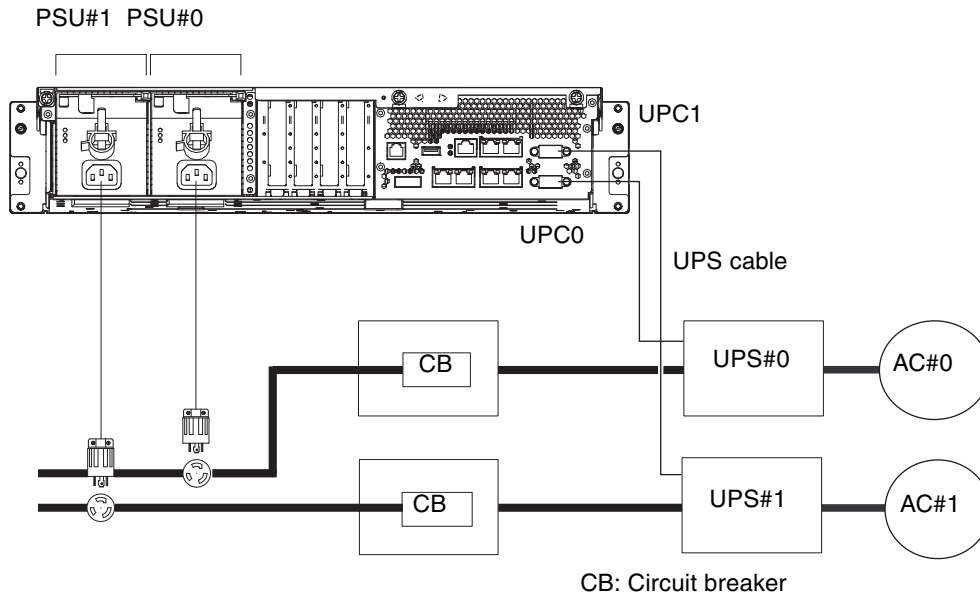 PSU#1 PSU#0
UPC1
UPC0
UPS cable
CB
UPS#0
AC#0
CB
UPS#1
AC#1
CB: Circuit breaker